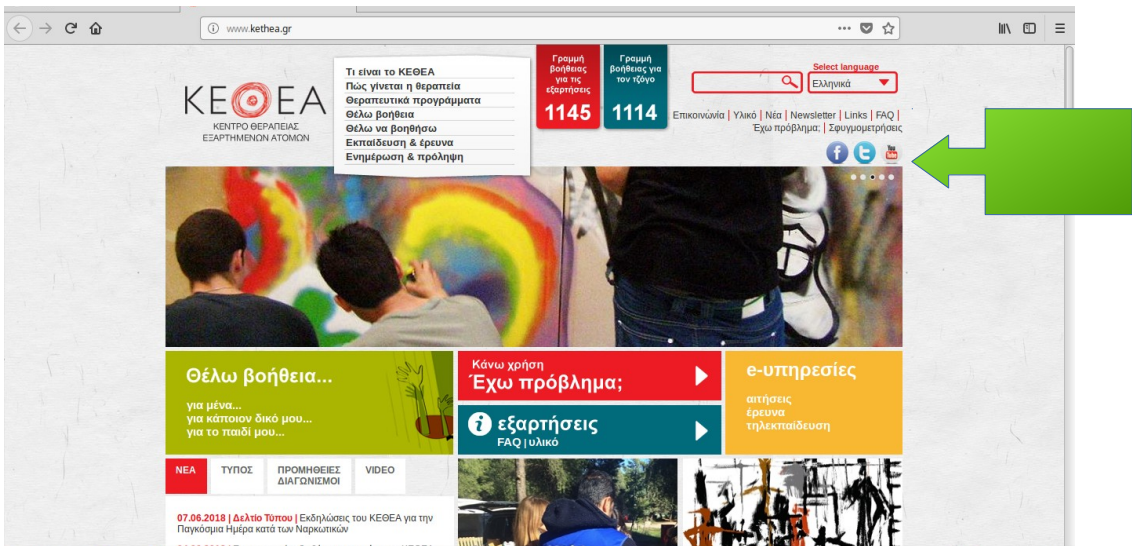 www.kethea.gr
ΚΕΘΕΑ
ΚΕΝΤΡΟ ΘΕΡΑΠΕΙΑΣ
ΕΞΑΡΤΗΜΕΝΩΝ ΑΤΟΜΩΝ
Τι είναι το ΚΕΘΕΑ
Πώς γίνεται η θεραπεία
Θεραπευτικά προγράμματα
Θέλω βοήθεια
Θέλω να βοηθήσω
Εκπαίδευση & έρευνα
Ενημέρωση & πρόληψη
Γραμμή
βοήθειας
για τις
εξαρτήσεις
1145
Γραμμή
βοήθειας για
τον τζόγο
1114
Select language
Ελληνικά
Επικοινωνία | Υλικό | Νέα | Newsletter | Links | FAQ |
Έχω πρόβλημα; | Σφυγμομετρήσεις
You
Tube
Θέλω βοήθεια...
για μένα...
για κάποιον δικό μου...
για το παιδί μου...
Κάνω χρήση
Έχω πρόβλημα;
εξαρτήσεις
FAQ | υλικό
e-υπηρεσίες
αιτήσεις
έρευνα
τηλεκπαίδευση
ΝΕΑ
ΤΥΠΟΣ
ΠΡΟΜΗΘΕΙΕΣ
ΔΙΑΓΩΝΙΣΜΟΙ
VIDEO
07.06.2018 | Δελτίο Τύπου | Εκδηλώσεις του ΚΕΘΕΑ για την
Παγκόσμια Ημέρα κατά των Ναρκωτικών